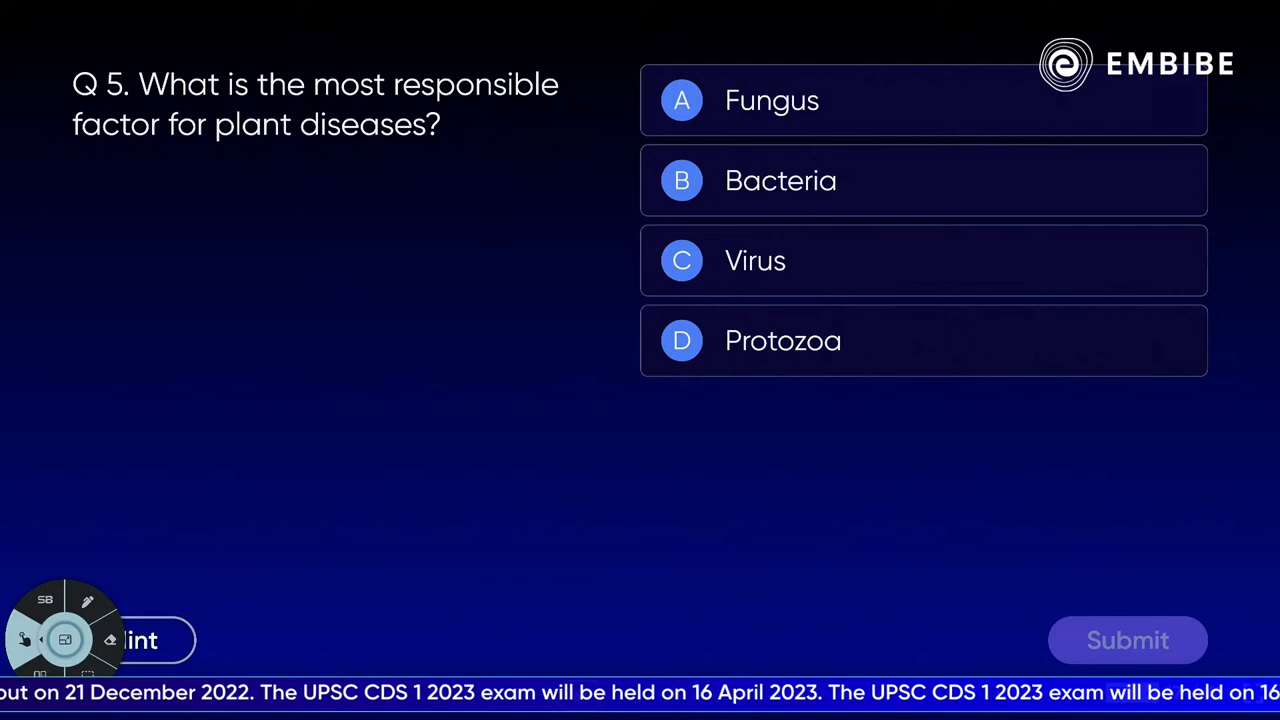 EMBIBE
Q 5. What is the most responsible
factor for plant diseases?
A Fungus
B Bacteria
C Virus
D Protozoa
SB
Submit
out on 21 December 2022. The UPSC CDS 1 2023 exam will be held on 16 April 2023. The UPSC CDS 1 2023 exam will be held on 16